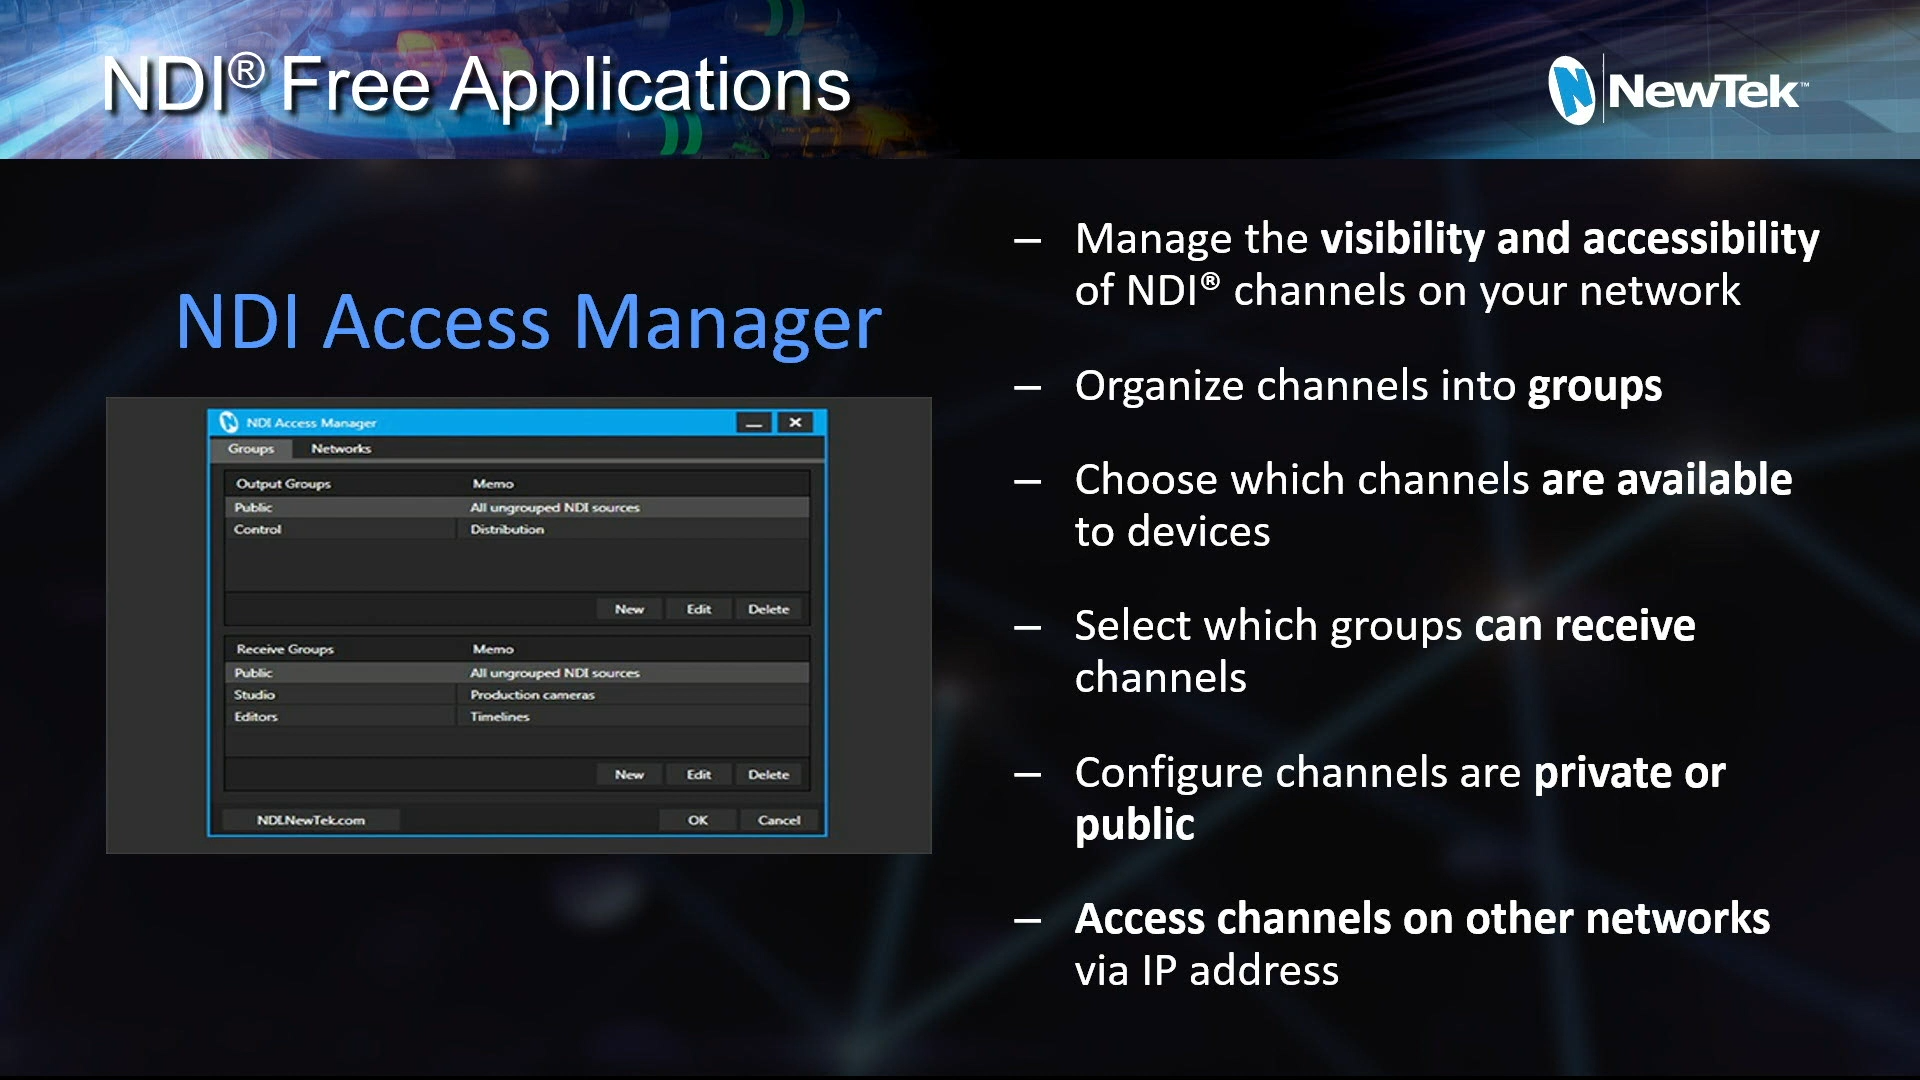 NDI® Free Applications
NewTek™
NDI Access Manager
NDI Access Manager
Groups Networks
Output Groups Memo
Public All ungrouped NDI sources
Control Distribution
New Edit Delete
Receive Groups Memo
Public All ungrouped NDI sources
Studio Production cameras
Editors Timelines
New Edit Delete
NDI.NewTek.com OK Cancel
– Manage the visibility and accessibility
of NDI® channels on your network
– Organize channels into groups
– Choose which channels are available
to devices
– Select which groups can receive
channels
– Configure channels are private or
public
– Access channels on other networks
via IP address